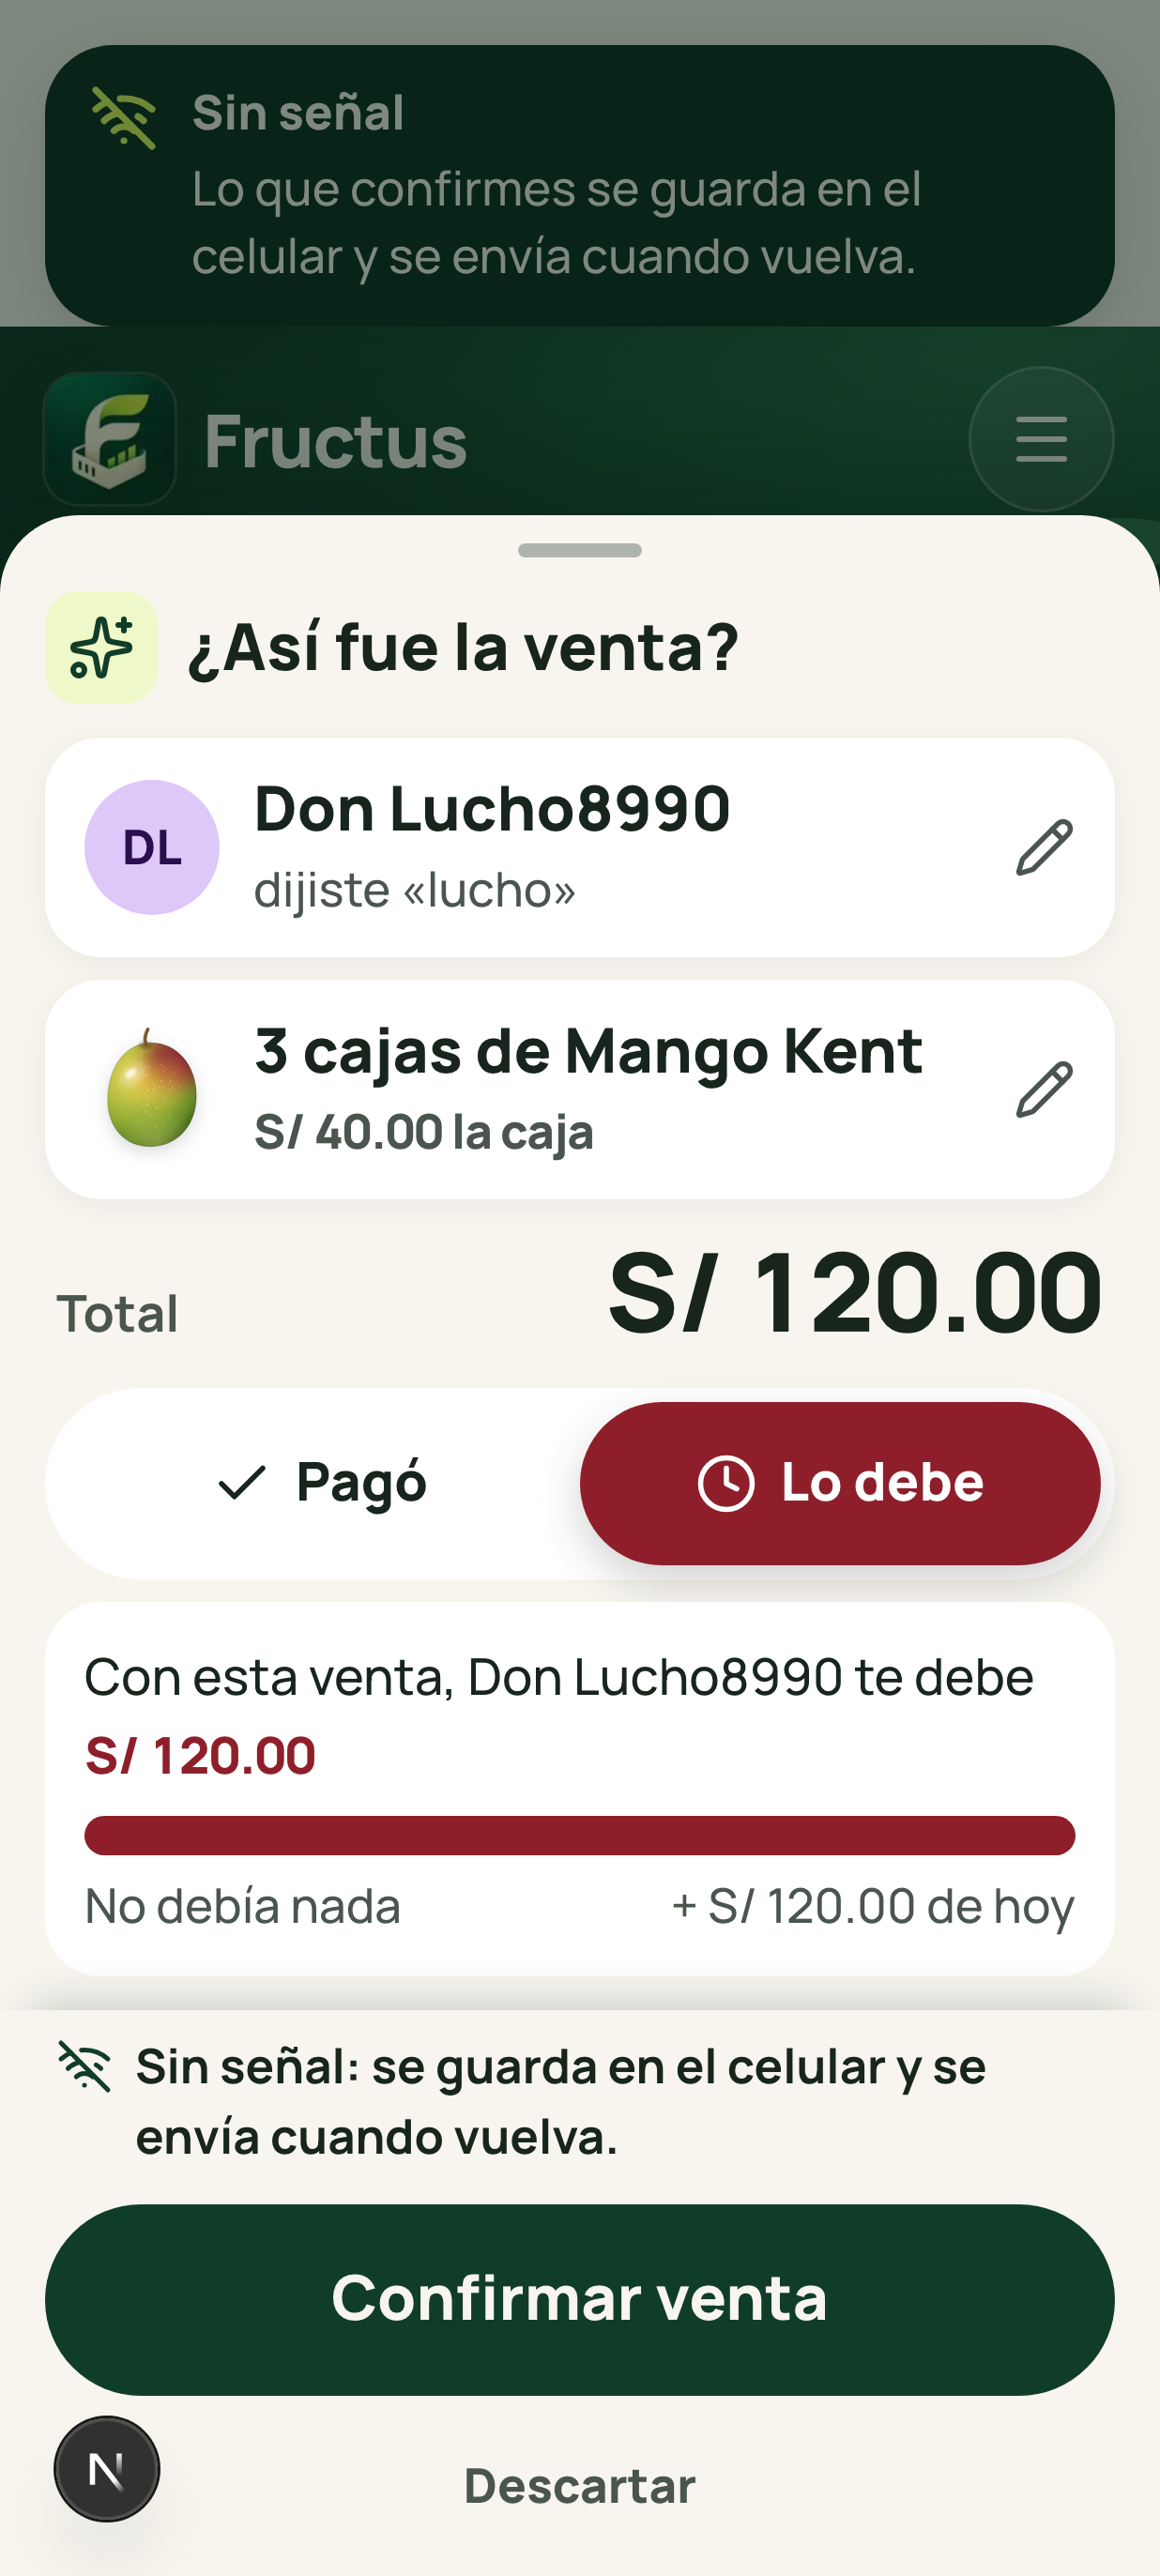 Sin señal
Lo que confirmes se guarda en el
celular y se envía cuando vuelva.
Fructus
¿Así fue la venta?
DL
Don Lucho8990
dijiste «lucho»
3 cajas de Mango Kent
S/ 40.00 la caja
Total
S/ 120.00
Pagó
Lo debe
Con esta venta, Don Lucho8990 te debe
S/ 120.00
No debía nada
+ S/ 120.00 de hoy
Sin señal: se guarda en el celular y se
envía cuando vuelva.
Confirmar venta
N
Descartar